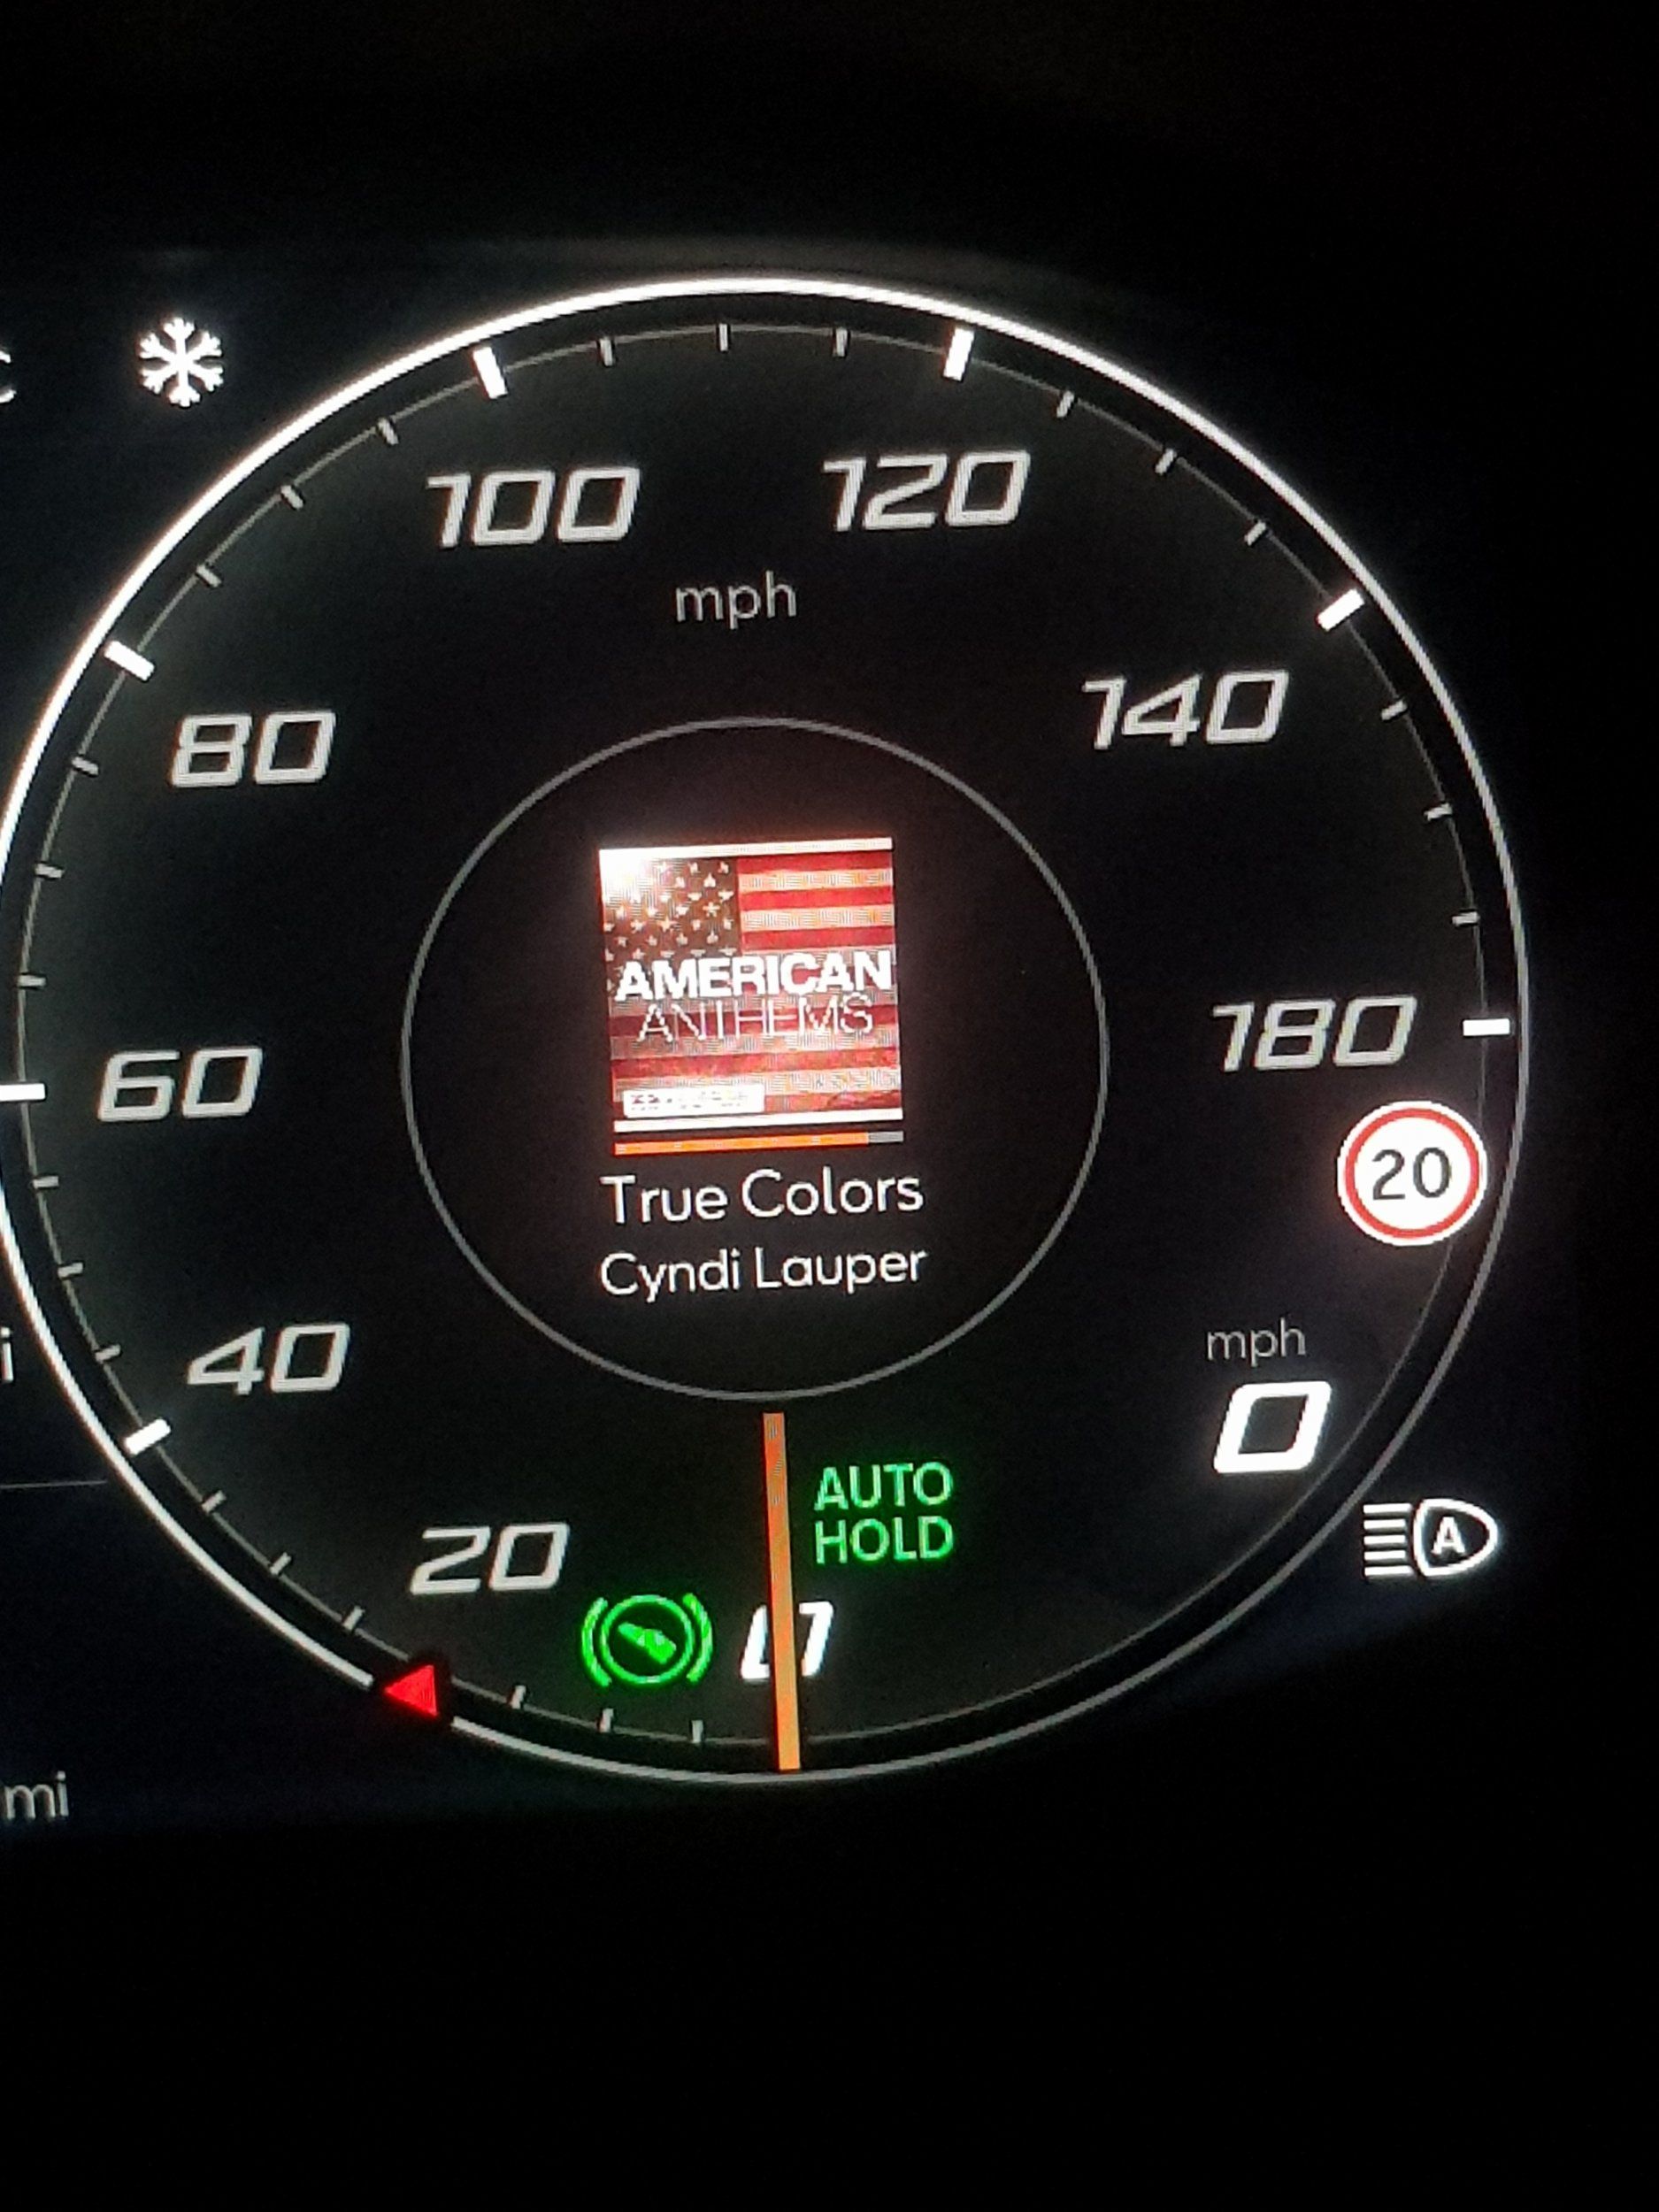 100
120
mph
80
140
60
180
AMERICAN
ANTHEMS
20
True Colors
Cyndi Lauper
40
mph
0
20
AUTO
HOLD
A
0
mi